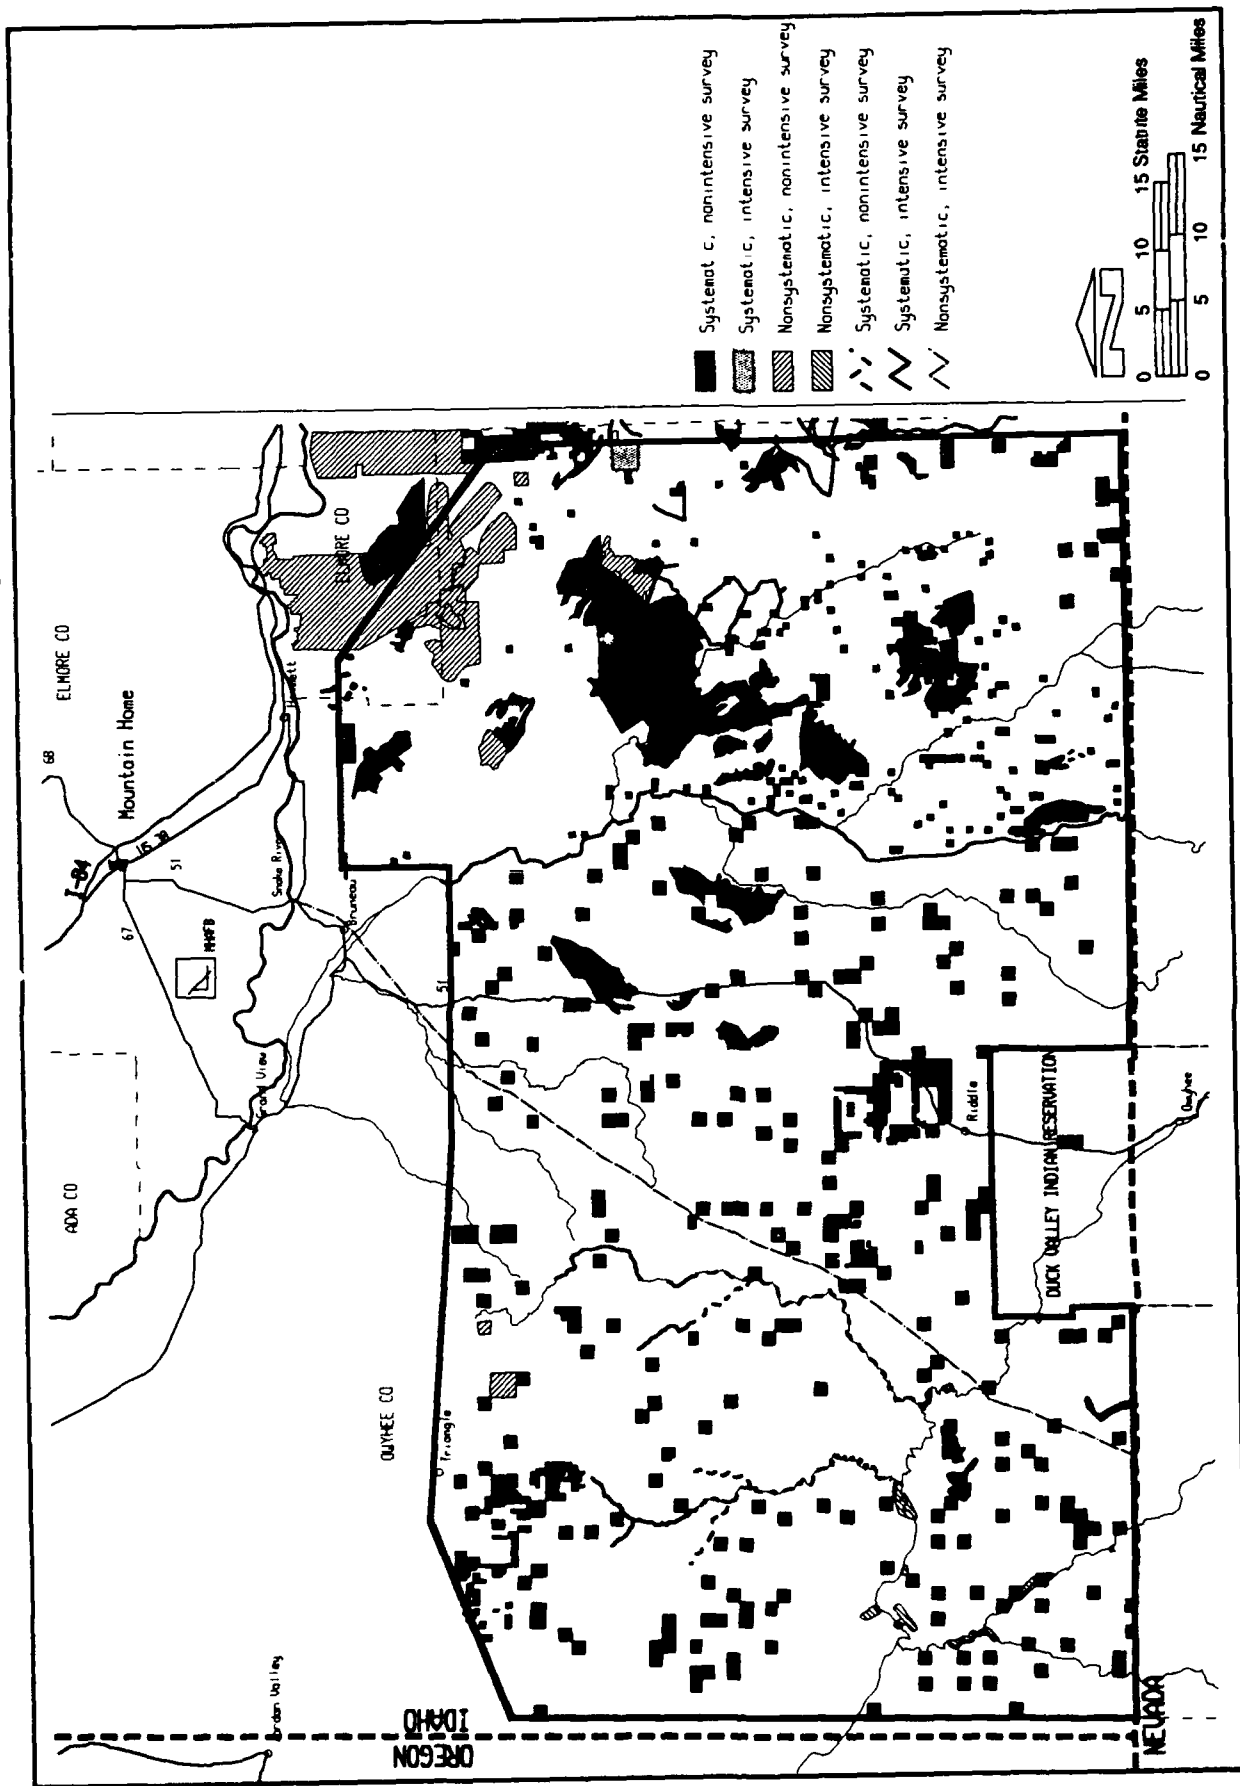 ELMORE CO
68
Mountain Home
I-84
US 30
51
67
MHAFB
Snake River
Hammett
ELMORE CO
Bruneau
Grand View
ADA CO
51
OWYHEE CO
Triangle
Riddle
DUCK VALLEY INDIAN RESERVATION
Owyhee
OREGON
IDAHO
NEVADA
Systemat c, nonintensive survey
Systematic, intensive survey
Nonsystematic, nonintensive survey
Nonsystematic, intensive survey
Systematic, nonintensive survey
Systematic, intensive survey
Nonsystematic, intensive survey
0 5 10 15 Statute Miles
0 5 10 15 Nautical Miles